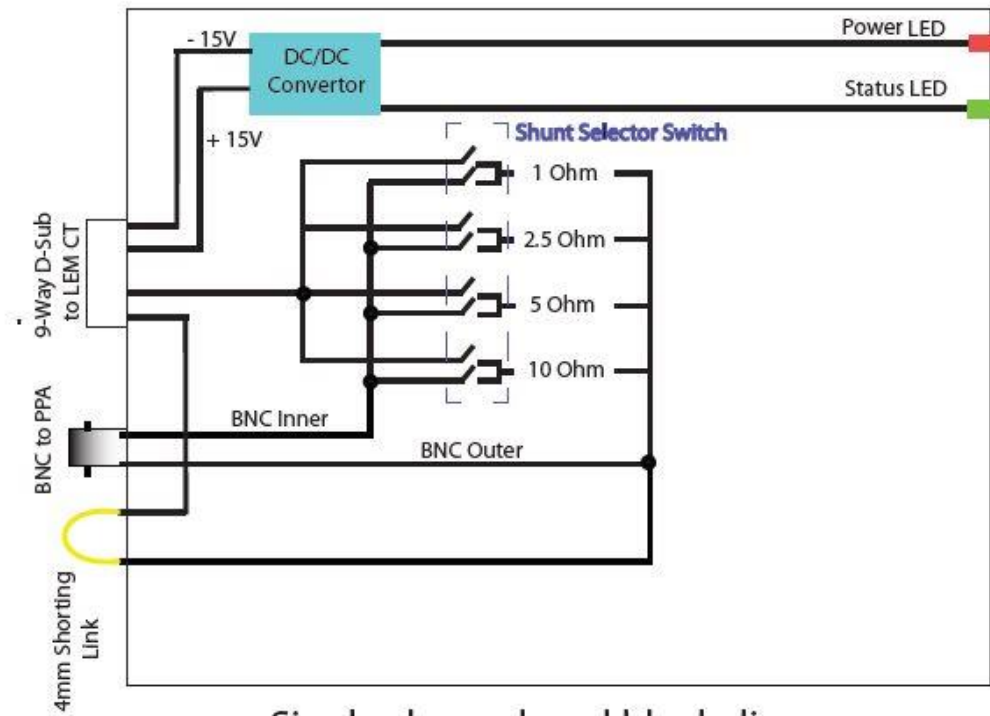 - 15V
DC/DC
Convertor
Power LED
Status LED
+ 15V
Shunt Selector Switch
1 Ohm
2.5 Ohm
5 Ohm
10 Ohm
9-Way D-Sub
to LEM CT
BNC to PPA
BNC Inner
BNC Outer
4mm Shorting
Link